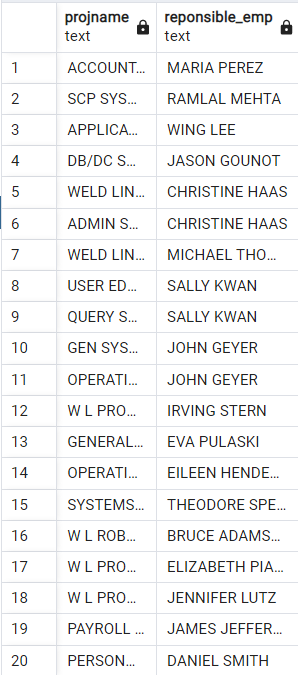 projname reponsible_emp
text text
1 ACCOUNT... MARIA PEREZ
2 SCP SYS... RAMLAL MEHTA
3 APPLICA... WING LEE
4 DB/DC S... JASON GOUNOT
5 WELD LIN... CHRISTINE HAAS
6 ADMIN S... CHRISTINE HAAS
7 WELD LIN... MICHAEL THO...
8 USER ED... SALLY KWAN
9 QUERY S... SALLY KWAN
10 GEN SYS... JOHN GEYER
11 OPERATI... JOHN GEYER
12 W L PRO... IRVING STERN
13 GENERAL... EVA PULASKI
14 OPERATI... EILEEN HENDE...
15 SYSTEMS... THEODORE SPE...
16 W L ROB... BRUCE ADAMS...
17 W L PRO... ELIZABETH PIA...
18 W L PRO... JENNIFER LUTZ
19 PAYROLL ... JAMES JEFFER...
20 PERSON... DANIEL SMITH